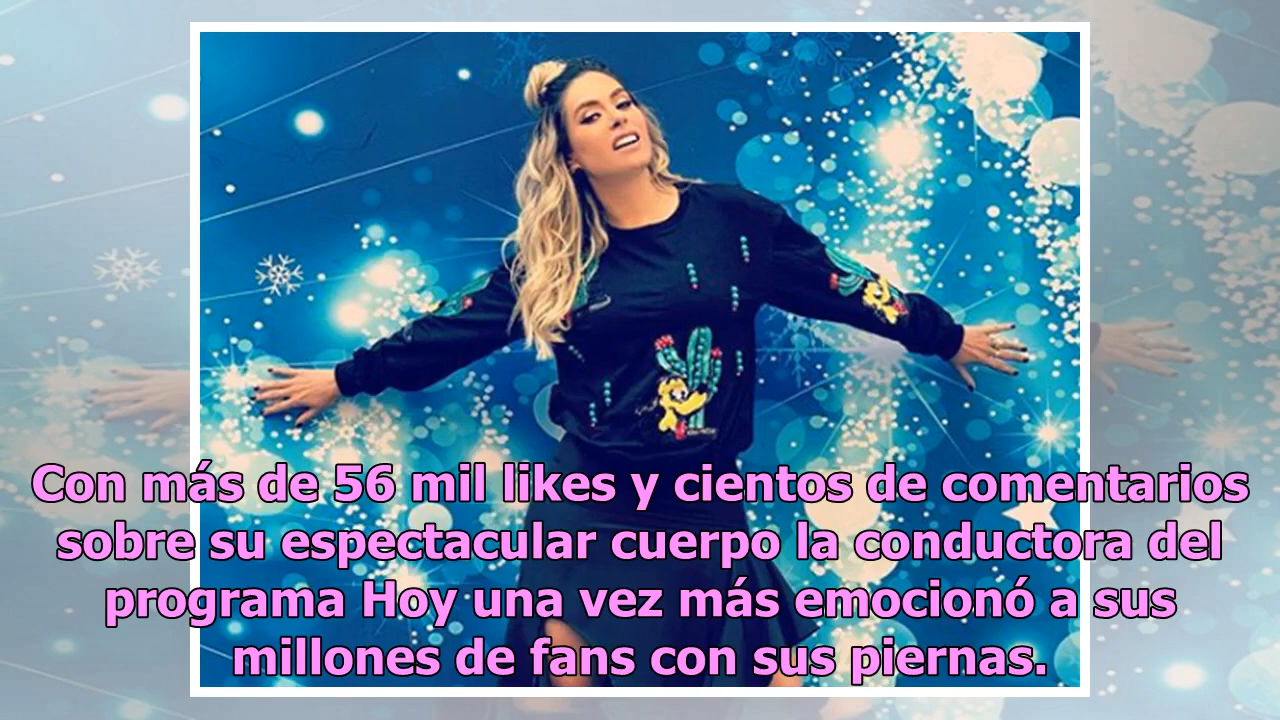 Con más de 56 mil likes y cientos de comentarios
sobre su espectacular cuerpo la conductora del
programa Hoy una vez más emocionó a sus
millones de fans con sus piernas.